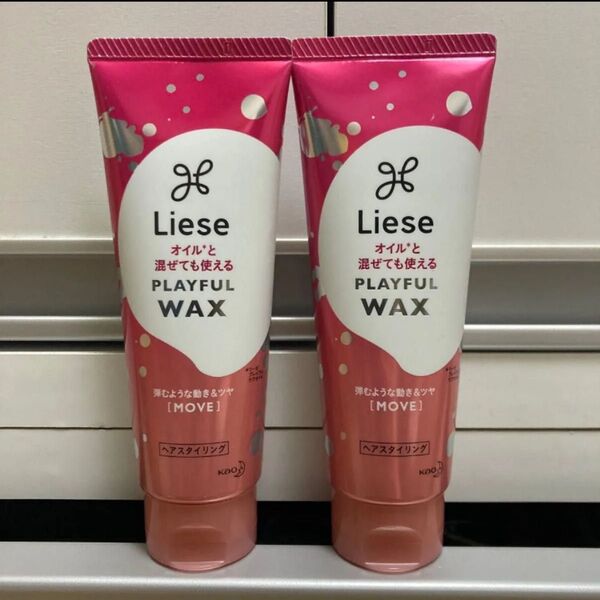 Liese
オイル*と
混ぜても使える
PLAYFUL
WAX
弾むような動き&ツヤ
[MOVE]
ヘアスタイリング
Kao
Liese
オイル*と
混ぜても使える
PLAYFUL
WAX
弾むような動き&ツヤ
[MOVE]
ヘアスタイリング
Kao